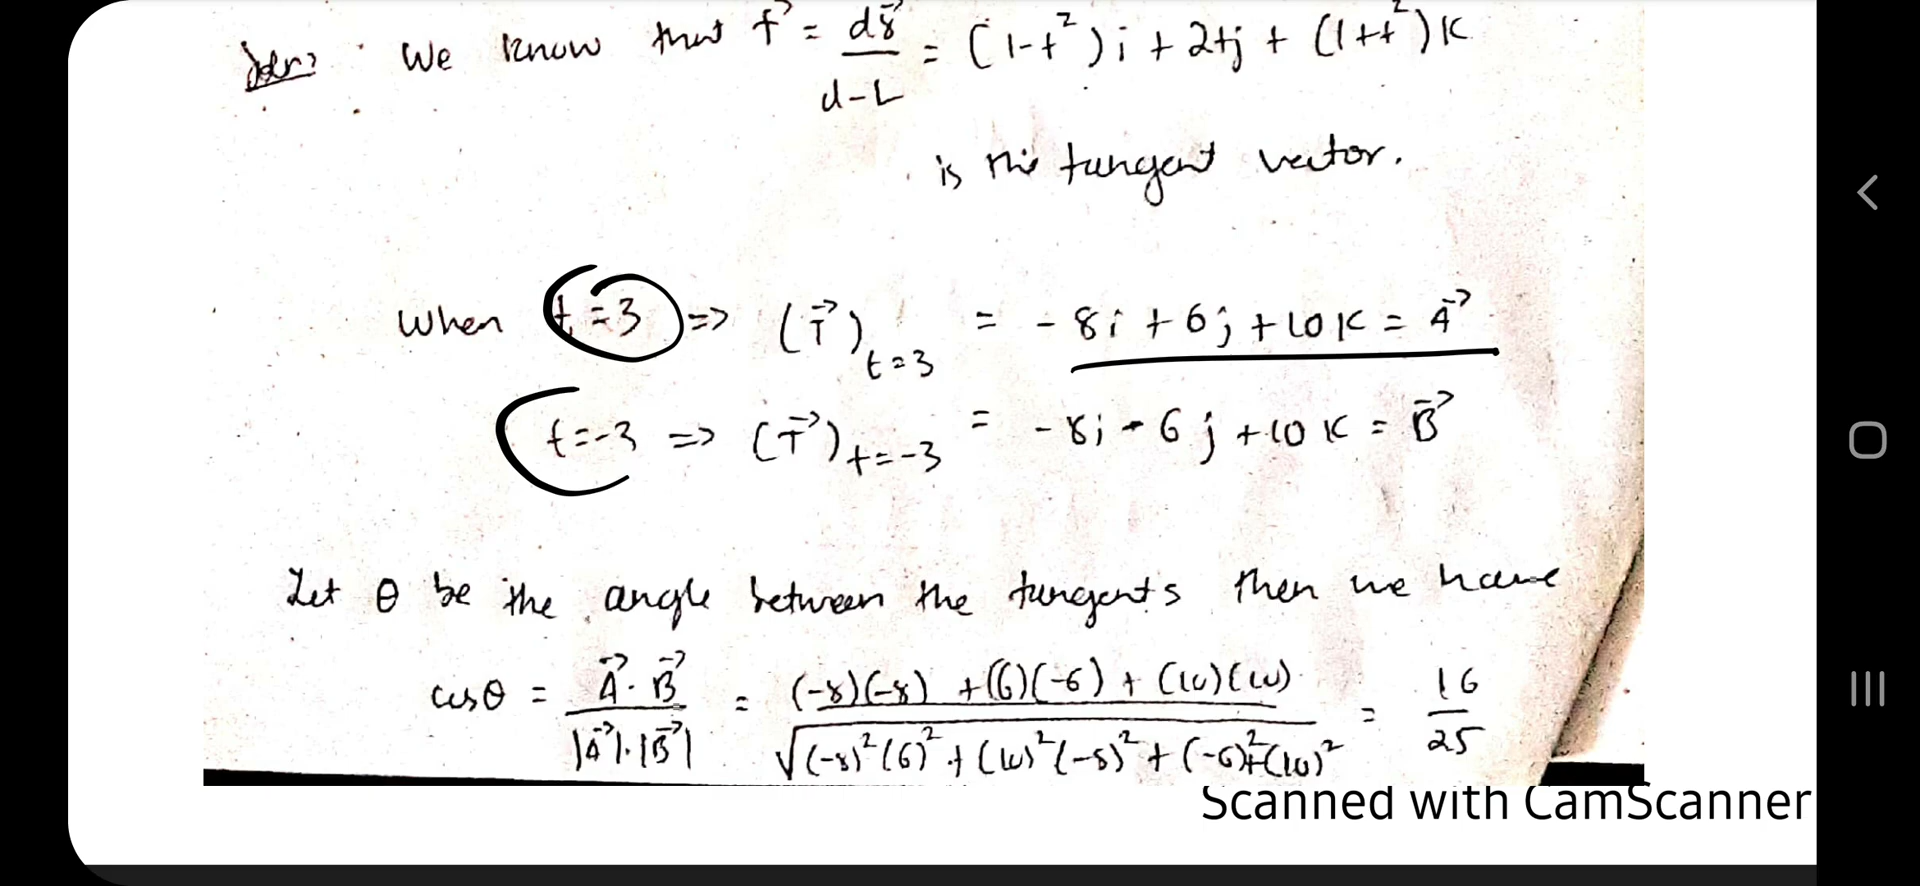 Soln: We know that T⃗ = dr⃗/dt = (1-t²)i + 2tj + (1+t²)k
is the tangent vector.
When t=3 => (T⃗)t=3 = -8i + 6j + 10k = A⃗
t=-3 => (T⃗)t=-3 = -8i - 6j + 10k = B⃗
Let θ be the angle between the tangents then we have
cosθ = A⃗·B⃗ / |A⃗|·|B⃗| = (-8)(-8) + (6)(-6) + (10)(10) / √(-8)²(6)² + (10)²(-8)² + (-6)²+(10)² = 16/25
Scanned with CamScanner